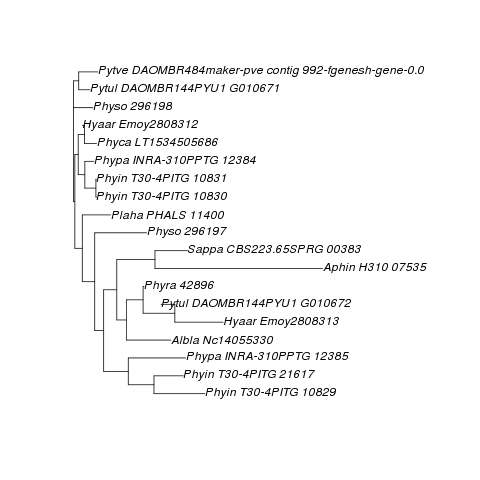 Pytve DAOMBR484maker-pve contig 992-fgenesh-gene-0.0
Pytul DAOMBR144PYU1 G010671
Physo 296198
Hyaar Emoy2808312
Phyca LT1534505686
Phypa INRA-310PPTG 12384
Phyin T30-4PITG 10831
Phyin T30-4PITG 10830
Plaha PHALS 11400
Physo 296197
Sappa CBS223.65SPRG 00383
Aphin H310 07535
Phyra 42896
Pytul DAOMBR144PYU1 G010672
Hyaar Emoy2808313
Albla Nc14055330
Phypa INRA-310PPTG 12385
Phyin T30-4PITG 21617
Phyin T30-4PITG 10829